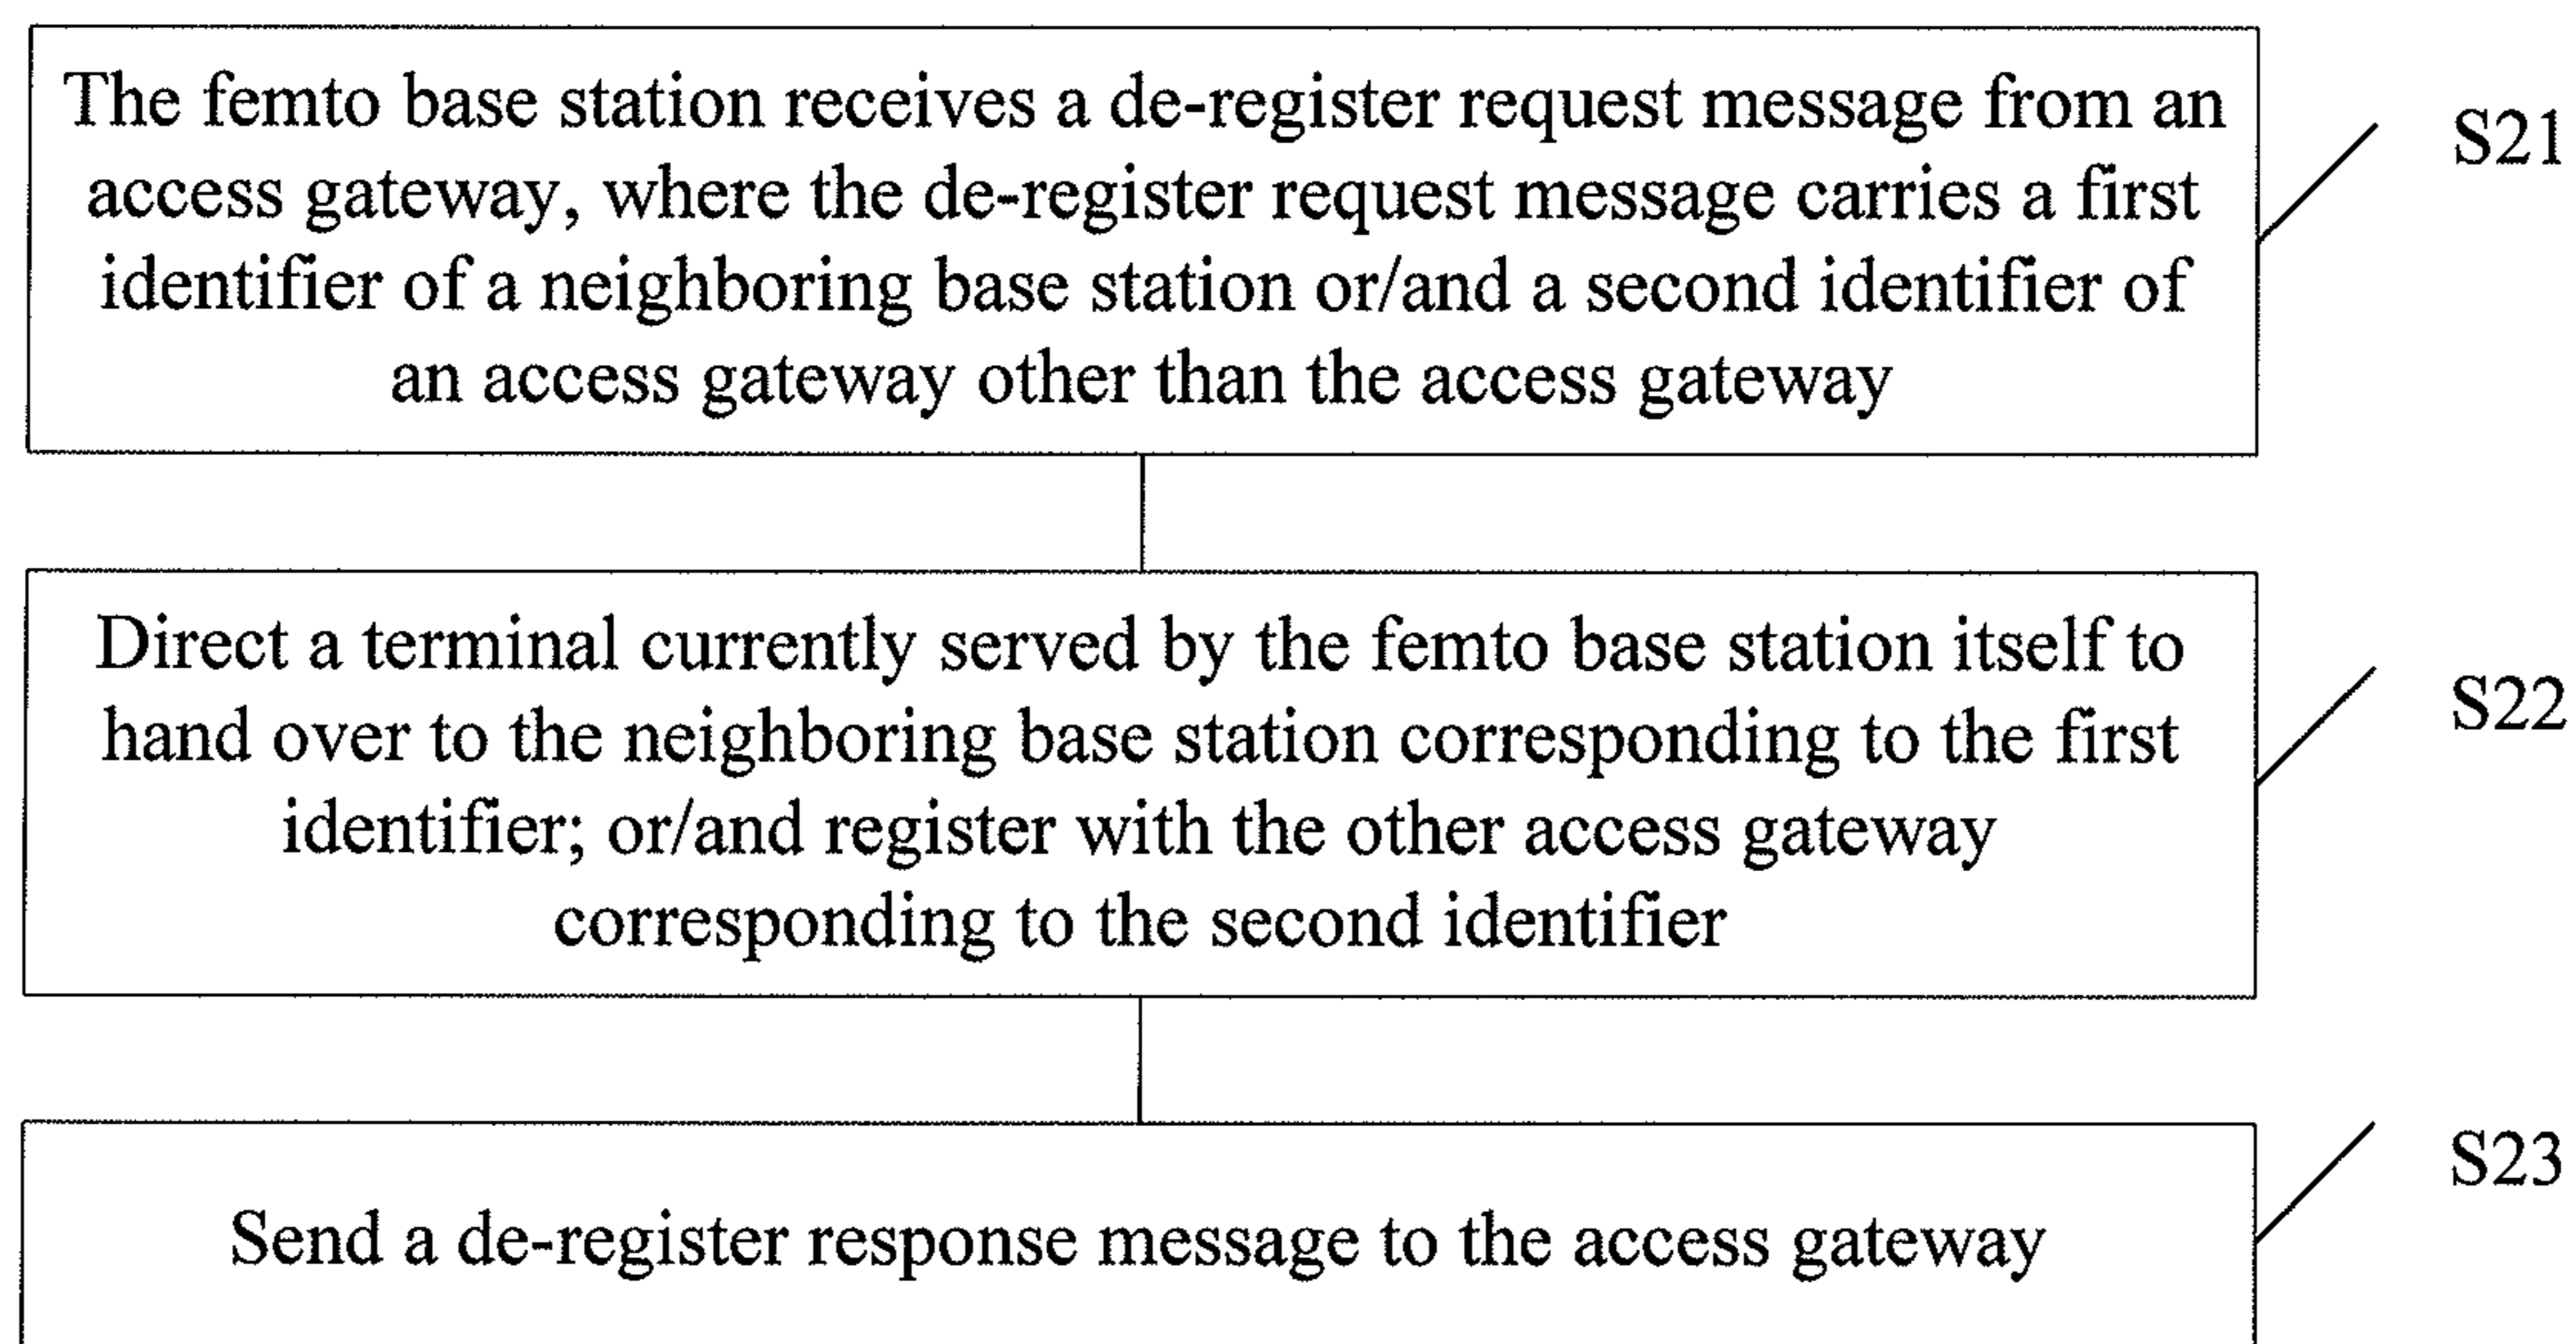 The femto base station receives a de-register request message from an
access gateway, where the de-register request message carries a first
identifier of a neighboring base station or/and a second identifier of
an access gateway other than the access gateway
S21
Direct a terminal currently served by the femto base station itself to
hand over to the neighboring base station corresponding to the first
identifier; or/and register with the other access gateway
corresponding to the second identifier
S22
Send a de-register response message to the access gateway
S23